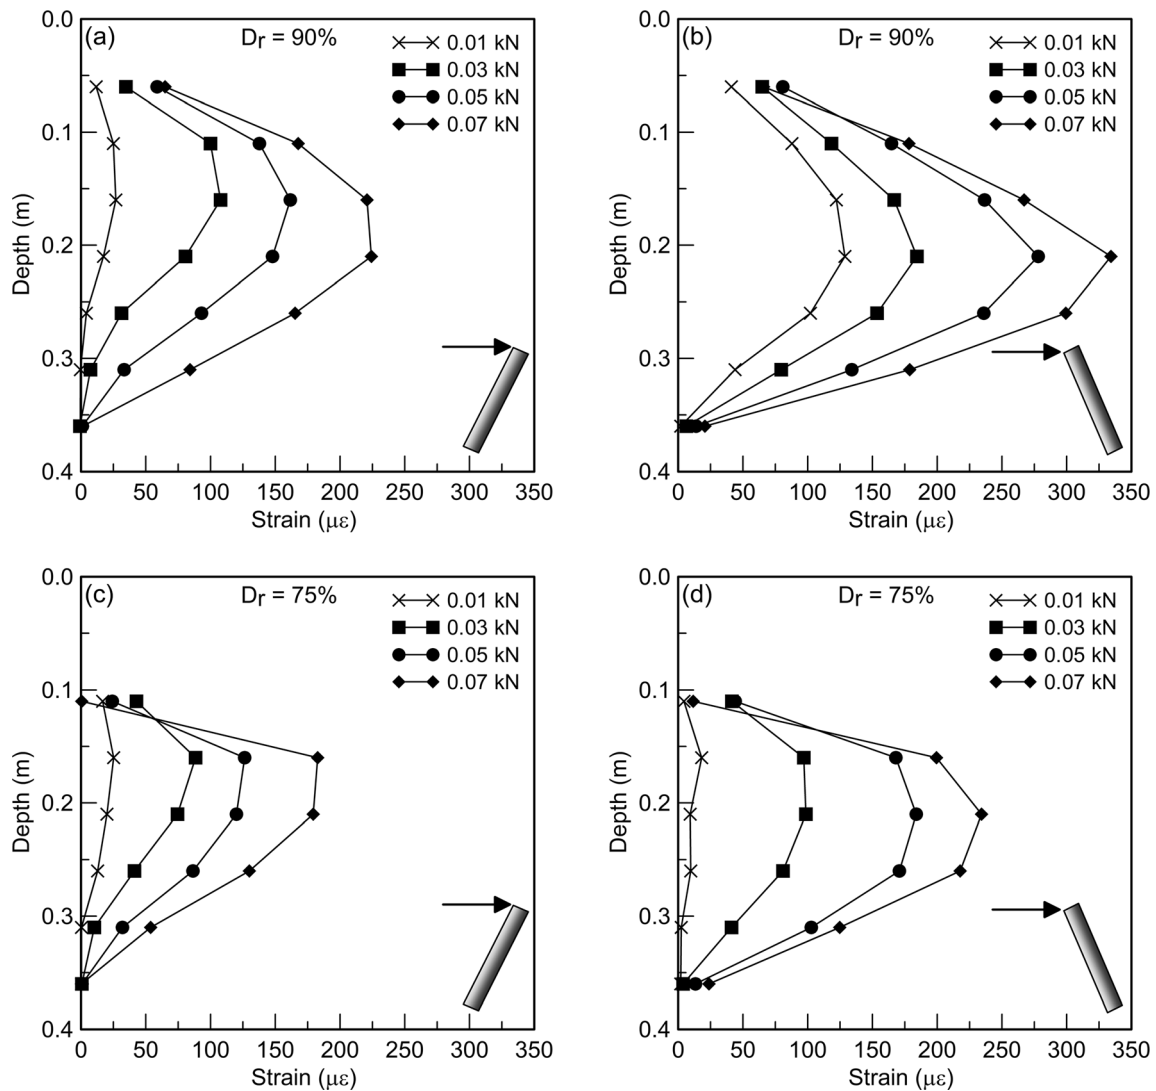 (a)
D_r = 90%
0.01 kN
0.03 kN
0.05 kN
0.07 kN
0.0
0.1
0.2
0.3
0.4
Depth (m)
0 50 100 150 200 250 300 350
Strain (με)
(b)
D_r = 90%
0.01 kN
0.03 kN
0.05 kN
0.07 kN
0.0
0.1
0.2
0.3
0.4
Depth (m)
0 50 100 150 200 250 300 350
Strain (με)
(c)
D_r = 75%
0.01 kN
0.03 kN
0.05 kN
0.07 kN
0.0
0.1
0.2
0.3
0.4
Depth (m)
0 50 100 150 200 250 300 350
Strain (με)
(d)
D_r = 75%
0.01 kN
0.03 kN
0.05 kN
0.07 kN
0.0
0.1
0.2
0.3
0.4
Depth (m)
0 50 100 150 200 250 300 350
Strain (με)